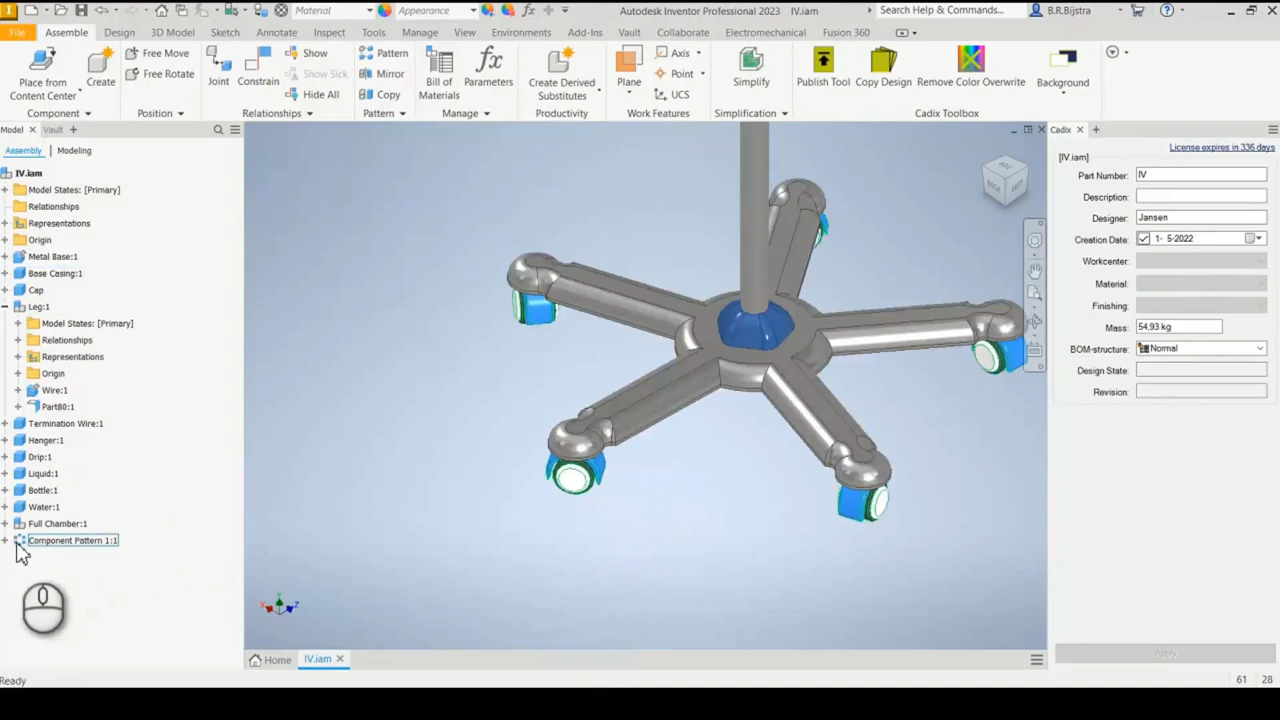 Material
Appearance
fx
Autodesk Inventor Professional 2023
IV.iam
Search Help & Commands...
B.R.Bijstra
File
Assemble
Design
3D Model
Sketch
Annotate
Inspect
Tools
Manage
View
Environments
Add-Ins
Vault
Collaborate
Electromechanical
Fusion 360
Place from Content Center
Create
Free Move
Free Rotate
Joint
Constrain
Show
Show Sick
Hide All
Pattern
Mirror
Copy
Bill of Materials
fx
Parameters
Create Derived Substitutes
Plane
Axis
Point
UCS
Simplify
Publish Tool
Copy Design
Remove Color Overwrite
Background
Component
Position
Relationships
Pattern
Manage
Productivity
Work Features
Simplification
Cadix Toolbox
Model
Vault
Assembly
Modeling
IV.iam
Model States: [Primary]
Relationships
Representations
Origin
Metal Base:1
Base Casing:1
Cap
Leg:1
Model States: [Primary]
Relationships
Representations
Origin
Wire:1
Part80:1
Termination Wire:1
Hanger:1
Drip:1
Liquid:1
Bottle:1
Water:1
Full Chamber:1
Component Pattern 1:1
BACK
LEFT
X
Y
Z
Home
IV.iam
Cadix
License expires in 336 days
[IV.iam]
Part Number: IV
Description:
Designer: Jansen
Creation Date: 1- 5-2022
Workcenter:
Material:
Finishing:
Mass: 54,93 kg
BOM-structure: Normal
Design State:
Revision:
Apply
Ready
61
28